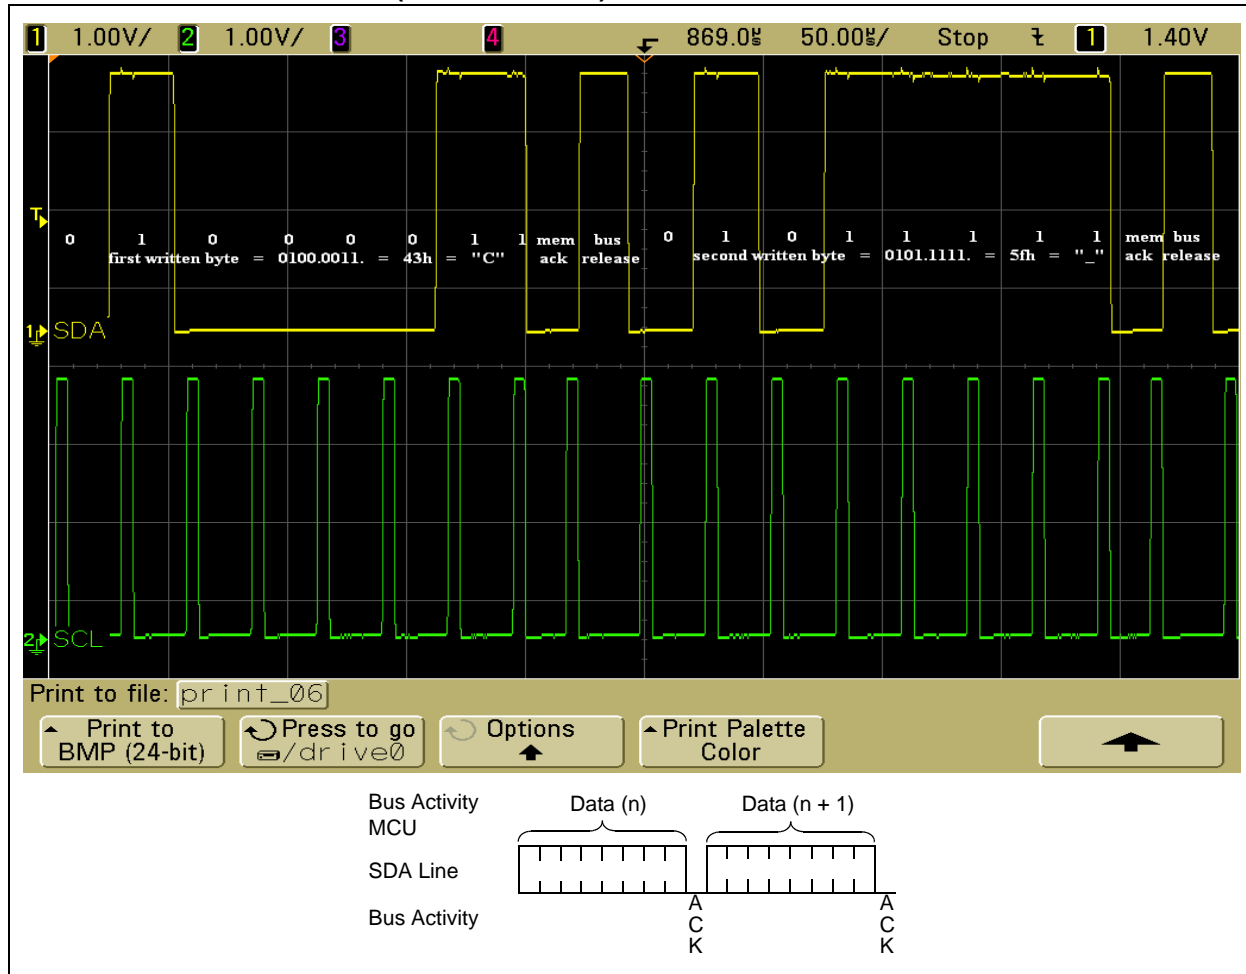 1 1.00V/ 2 1.00V/ 3 4 869.0µs 50.00µs/ Stop 1 1.40V
T
0 1 0 0 0 0 1 1 mem bus 0 1 0 1 1 1 1 1 mem bus
first written byte = 0100.0011. = 43h = "C" ack release second written byte = 0101.1111. = 5fh = "_" ack release
1 SDA
2 SCL
Print to file: print_06
Print to Press to go Options Print Palette
BMP (24-bit) /drive0 Color
Bus Activity Data (n) Data (n + 1)
MCU
SDA Line
Bus Activity
A A
C C
K K